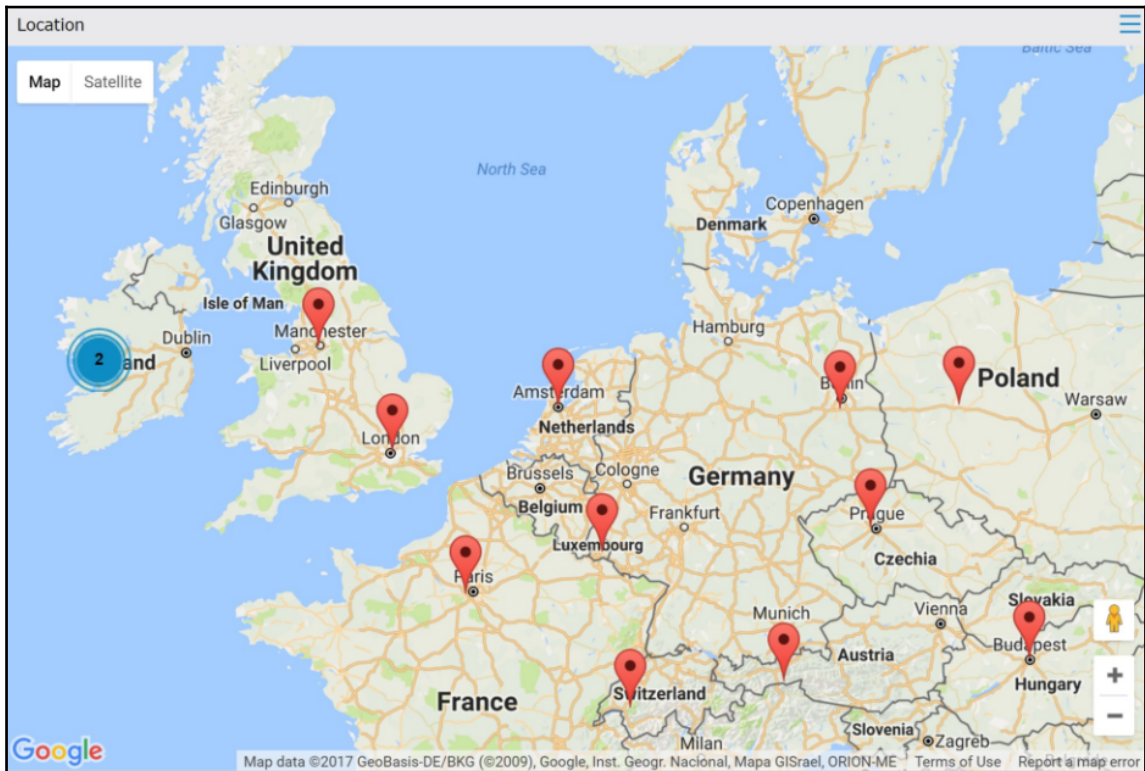 Location
Map Satellite
Baltic Sea
North Sea
Edinburgh
Glasgow
Copenhagen
Denmark
United
Kingdom
Isle of Man
Manchester
Dublin
Hamburg
2
Liverpool
Poland
Amsterdam
Warsaw
Netherlands
London
Brussels
Cologne
Germany
Belgium
Frankfurt
Prague
Luxembourg
Czechia
Paris
Slovakia
Munich
Vienna
Budapest
Austria
Hungary
Switzerland
France
Slovenia
Zagreb
Milan
Google
Map data ©2017 GeoBasis-DE/BKG (©2009), Google, Inst. Geogr. Nacional, Mapa GISrael, ORION-ME Terms of Use Report a map error